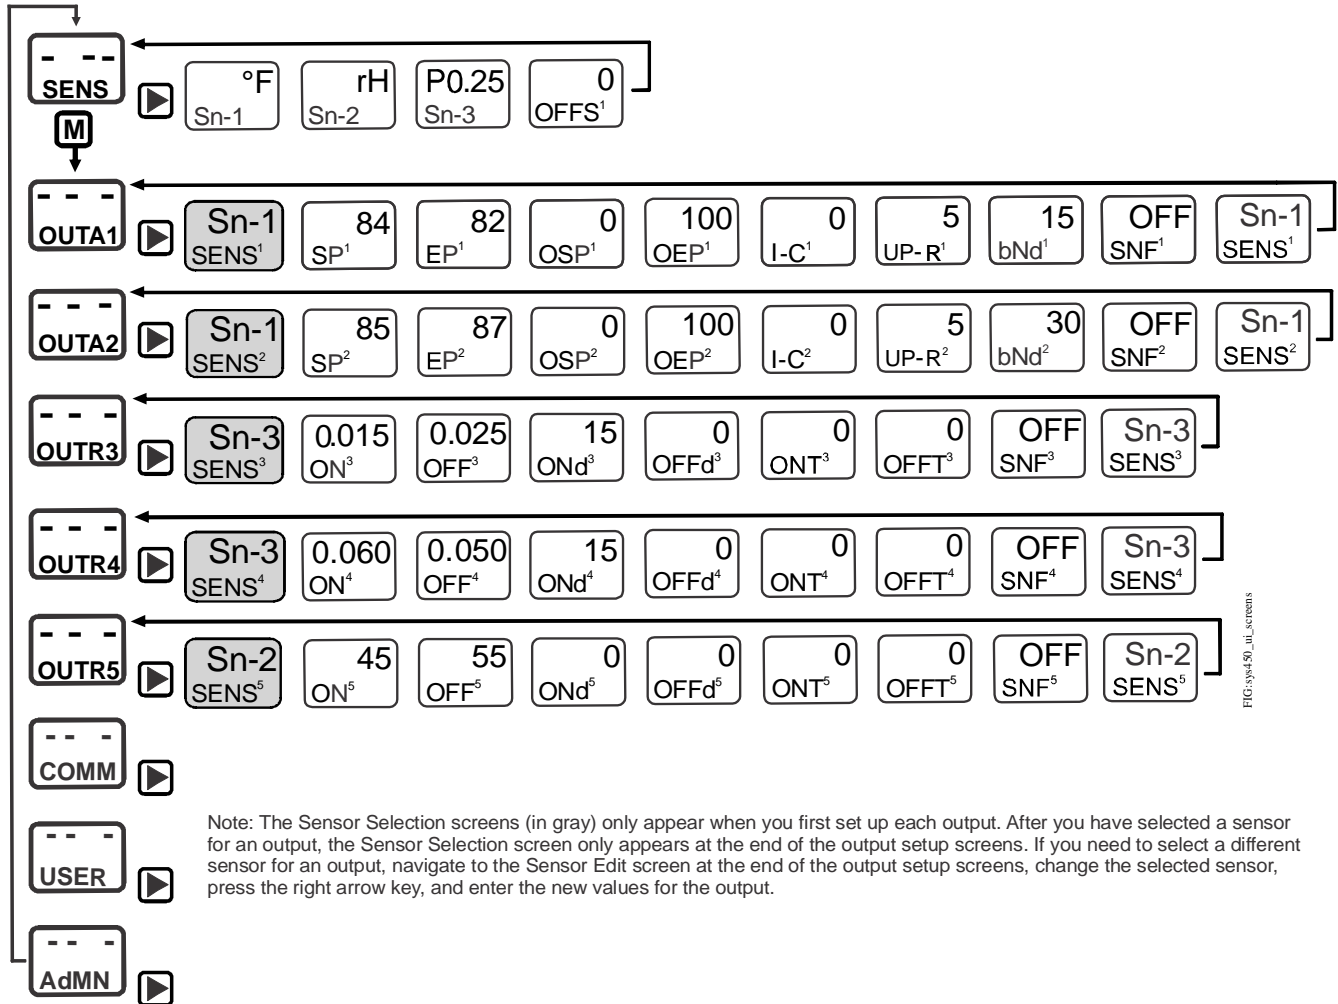 - --
SENS
°F
Sn-1
rH
Sn-2
P0.25
Sn-3
0
OFFS¹
M
- - -
OUTA1
Sn-1
SENS¹
84
SP¹
82
EP¹
0
OSP¹
100
OEP¹
0
I-C¹
5
UP-R¹
15
bNd¹
OFF
SNF¹
Sn-1
SENS¹
- - -
OUTA2
Sn-1
SENS²
85
SP²
87
EP²
0
OSP²
100
OEP²
0
I-C²
5
UP-R²
30
bNd²
OFF
SNF²
Sn-1
SENS²
- - -
OUTR3
Sn-3
SENS³
0.015
ON³
0.025
OFF³
15
ONd³
0
OFFd³
0
ONT³
0
OFFT³
OFF
SNF³
Sn-3
SENS³
- - -
OUTR4
Sn-3
SENS⁴
0.060
ON⁴
0.050
OFF⁴
15
ONd⁴
0
OFFd⁴
0
ONT⁴
0
OFFT⁴
OFF
SNF⁴
Sn-3
SENS⁴
- - -
OUTR5
Sn-2
SENS⁵
45
ON⁵
55
OFF⁵
0
ONd⁵
0
OFFd⁵
0
ONT⁵
0
OFFT⁵
OFF
SNF⁵
Sn-2
SENS⁵
FIG:sys450_ui_screens
-- -
COMM
-- -
USER
-- -
AdMN
Note: The Sensor Selection screens (in gray) only appear when you first set up each output. After you have selected a sensor
for an output, the Sensor Selection screen only appears at the end of the output setup screens. If you need to select a different
sensor for an output, navigate to the Sensor Edit screen at the end of the output setup screens, change the selected sensor,
press the right arrow key, and enter the new values for the output.